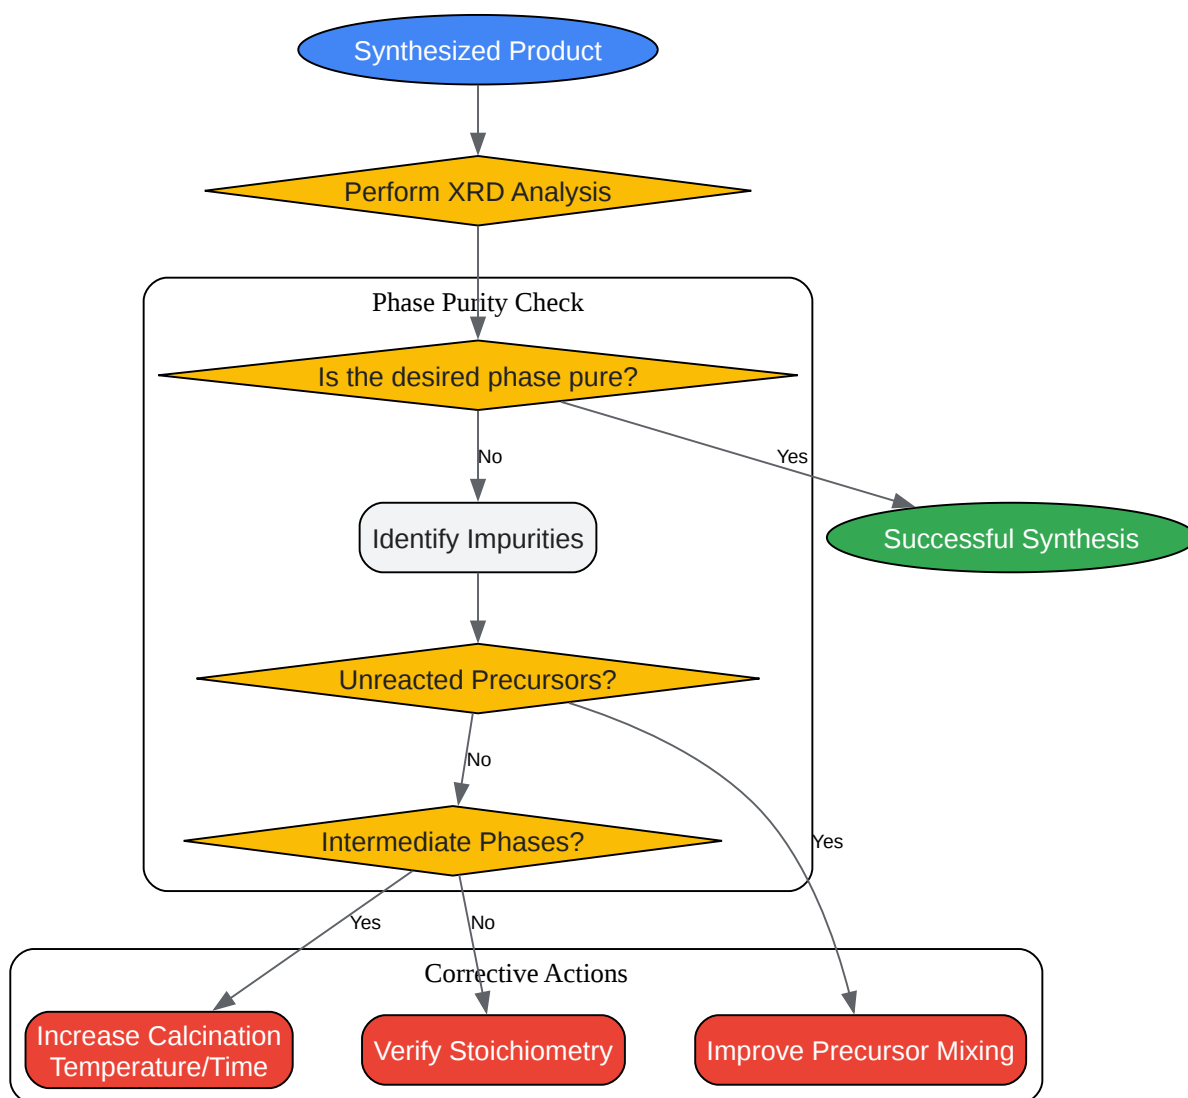 Synthesized Product
Perform XRD Analysis
Phase Purity Check
Is the desired phase pure?
No
Yes
Identify Impurities
Successful Synthesis
Unreacted Precursors?
No
Yes
Intermediate Phases?
Yes
No
Corrective Actions
Increase Calcination
Temperature/Time
Verify Stoichiometry
Improve Precursor Mixing